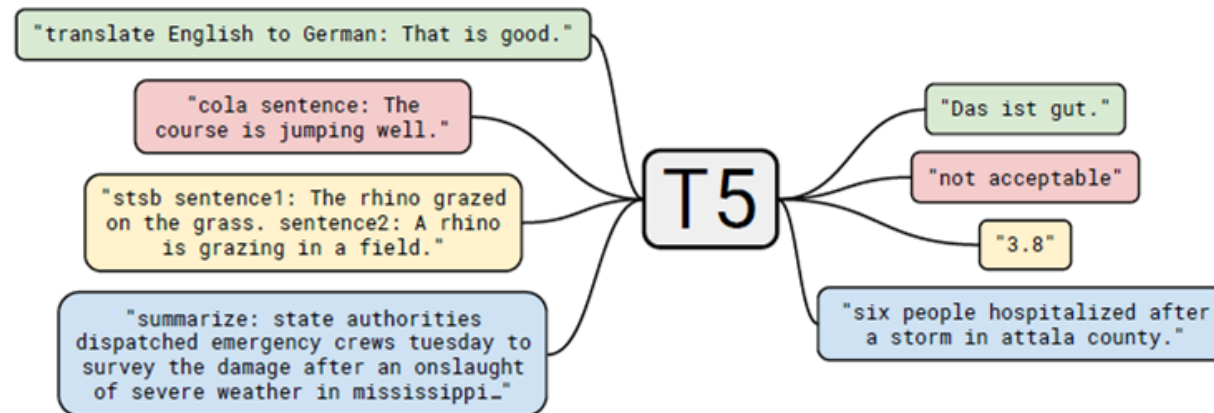 "translate English to German: That is good."
"cola sentence: The
course is jumping well."
"stsb sentence1: The rhino grazed
on the grass. sentence2: A rhino
is grazing in a field."
"summarize: state authorities
dispatched emergency crews tuesday to
survey the damage after an onslaught
of severe weather in mississippi…"
T5
"Das ist gut."
"not acceptable"
"3.8"
"six people hospitalized after
a storm in attala county."